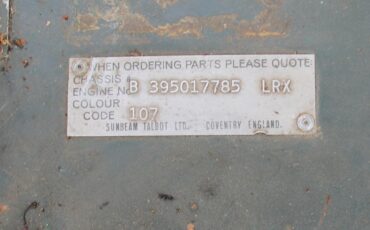 WHEN ORDERING PARTS PLEASE QUOTE
CHASSIS &
ENGINE NO. B 395017785 LRX
COLOUR
CODE 107
SUNBEAM TALBOT LTD. COVENTRY ENGLAND.